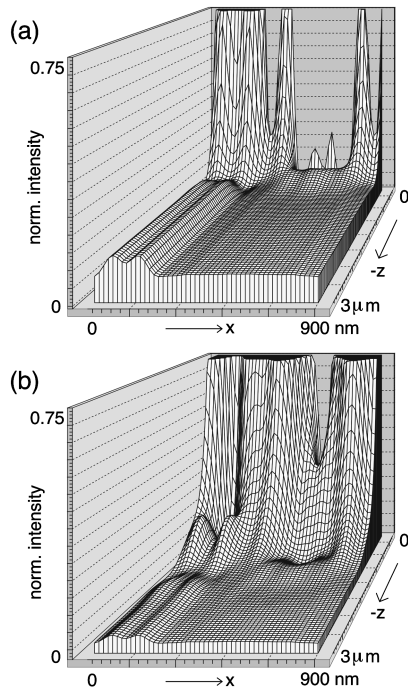 (a)
0.75
norm. intensity
0
0
-z
3μm
0
x
900 nm
(b)
0.75
norm. intensity
0
0
-z
3μm
0
x
900 nm